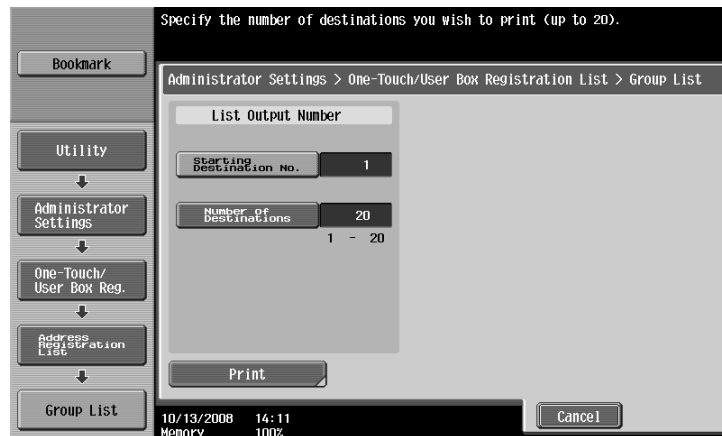 Specify the number of destinations you wish to print (up to 20).
Bookmark
Administrator Settings > One-Touch/User Box Registration List > Group List
List Output Number
Utility
Starting
Destination No.
1
Administrator
Settings
Number of
Destinations
20
1 - 20
One-Touch/
User Box Reg.
Address
Registration
List
Print
Group List
Cancel
10/13/2008 14:11
Memory 100%